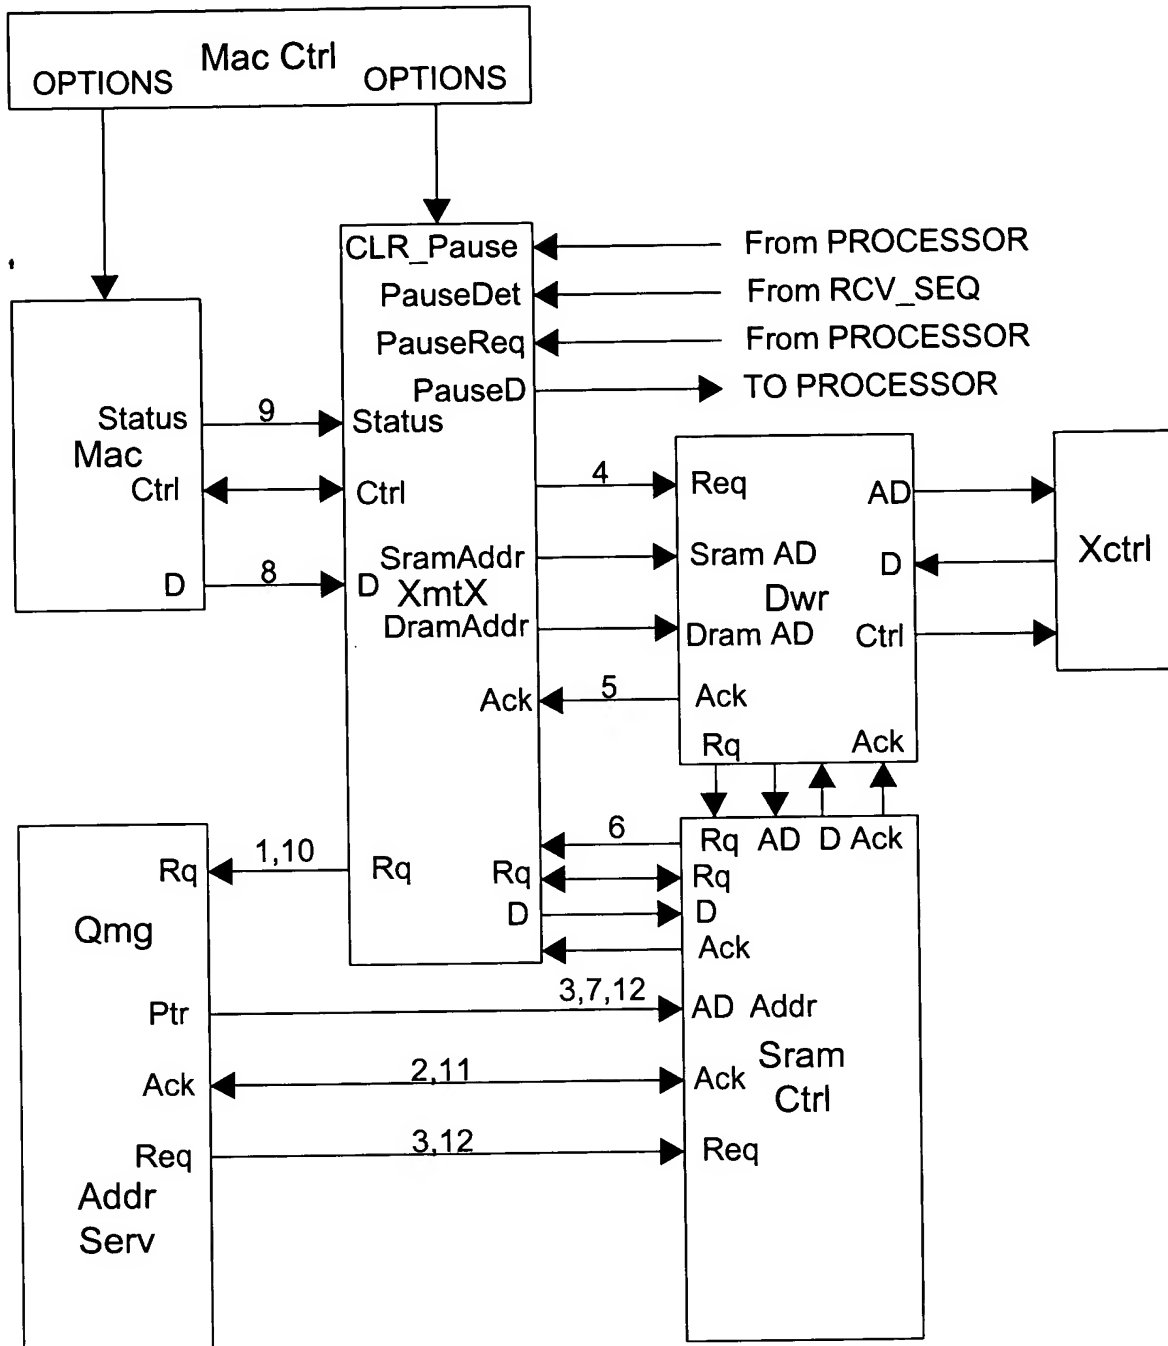 Mac Ctrl
OPTIONS OPTIONS
CLR_Pause From PROCESSOR
PauseDet From RCV_SEQ
PauseReq From PROCESSOR
PauseD TO PROCESSOR
Status 9 Status
Mac
Ctrl Ctrl
4 Req AD
SramAddr Sram AD D Xctrl
D 8 D XmtX Dwr
DramAddr Dram AD Ctrl
Ack 5 Ack
Rq Ack
6 Rq AD D Ack
Rq 1,10 Rq Rq Rq
Qmg D D
Ack
Ptr 3,7,12 AD Addr
Sram
Ack 2,11 Ack
Ctrl
Req 3,12 Req
Addr
Serv